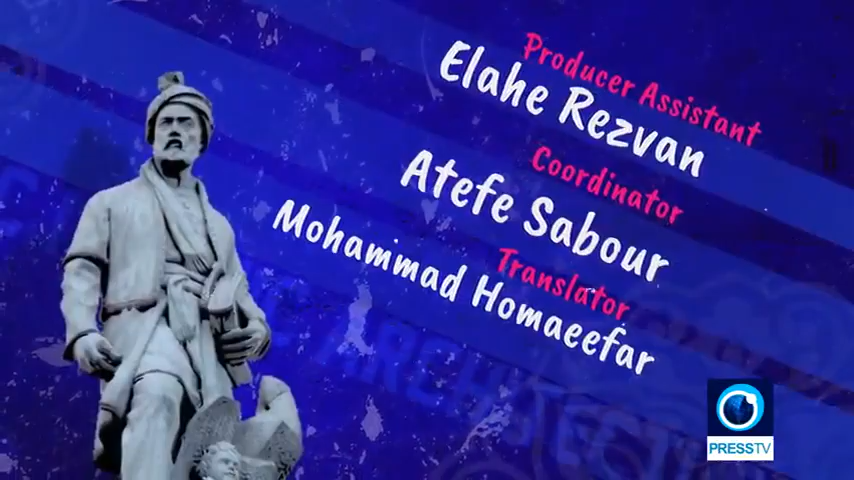 Producer Assistant
Elahe Rezvan
Coordinator
Atefe Sabour
Translator
Mohammad Homaeefar
PRESSTV